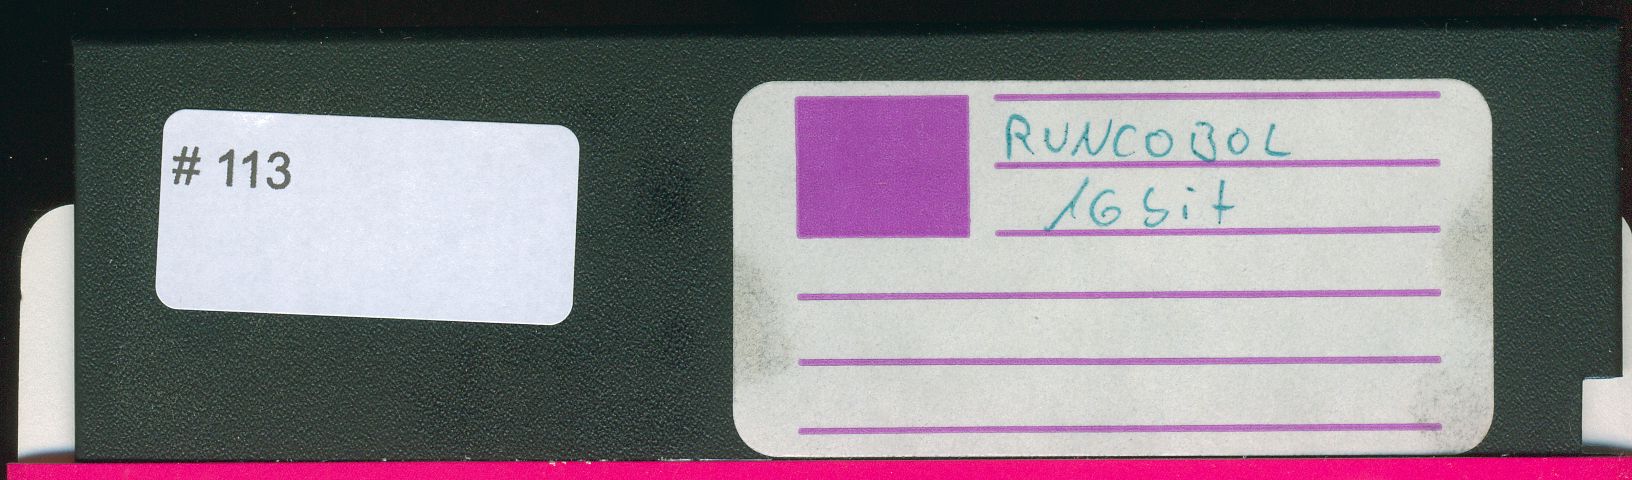 # 113
RUNCOBOL
16 bit